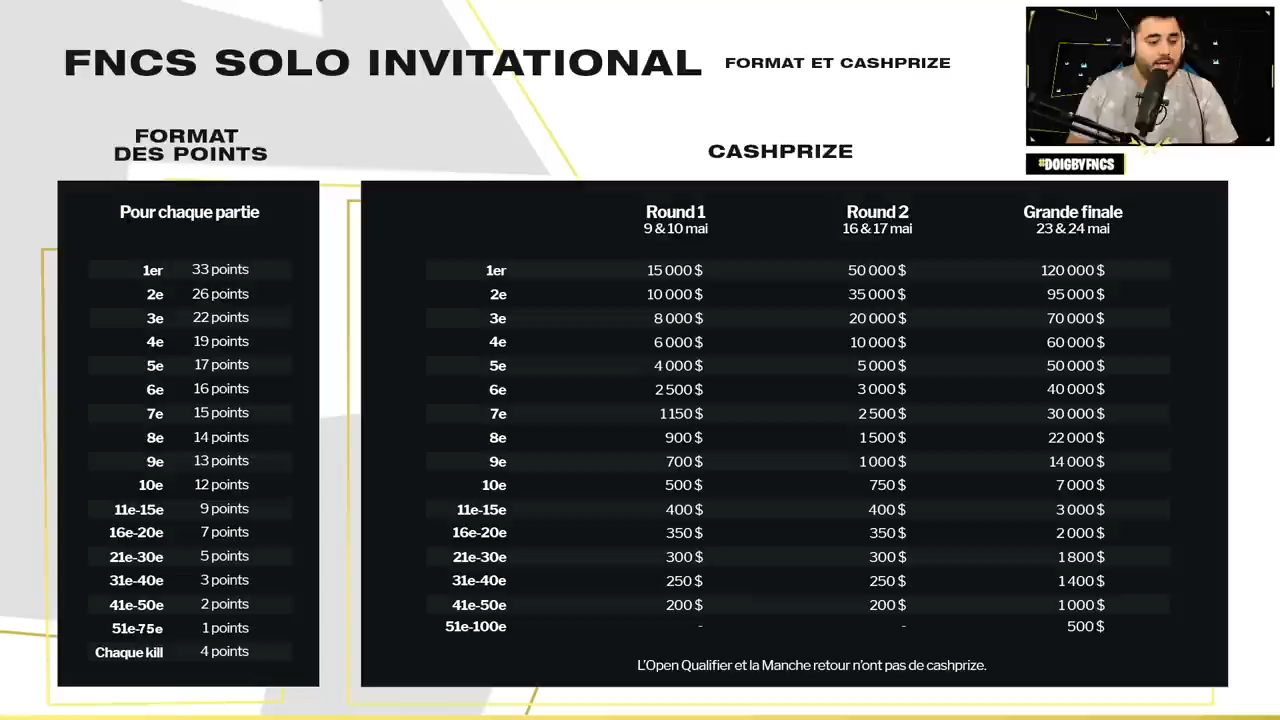 FNCS SOLO INVITATIONAL FORMAT ET CASHPRIZE
#DOIGBYFNCS
FORMAT
DES POINTS
Pour chaque partie
1er 33 points
2e 26 points
3e 22 points
4e 19 points
5e 17 points
6e 16 points
7e 15 points
8e 14 points
9e 13 points
10e 12 points
11e-15e 9 points
16e-20e 7 points
21e-30e 5 points
31e-40e 3 points
41e-50e 2 points
51e-75e 1 points
Chaque kill 4 points
CASHPRIZE
Round 1 Round 2 Grande finale
9 & 10 mai 16 & 17 mai 23 & 24 mai
1er 15 000 $ 50 000 $ 120 000 $
2e 10 000 $ 35 000 $ 95 000 $
3e 8 000 $ 20 000 $ 70 000 $
4e 6 000 $ 10 000 $ 60 000 $
5e 4 000 $ 5 000 $ 50 000 $
6e 2 500 $ 3 000 $ 40 000 $
7e 1 150 $ 2 500 $ 30 000 $
8e 900 $ 1 500 $ 22 000 $
9e 700 $ 1 000 $ 14 000 $
10e 500 $ 750 $ 7 000 $
11e-15e 400 $ 400 $ 3 000 $
16e-20e 350 $ 350 $ 2 000 $
21e-30e 300 $ 300 $ 1 800 $
31e-40e 250 $ 250 $ 1 400 $
41e-50e 200 $ 200 $ 1 000 $
51e-100e - - 500 $
L'Open Qualifier et la Manche retour n'ont pas de cashprize.